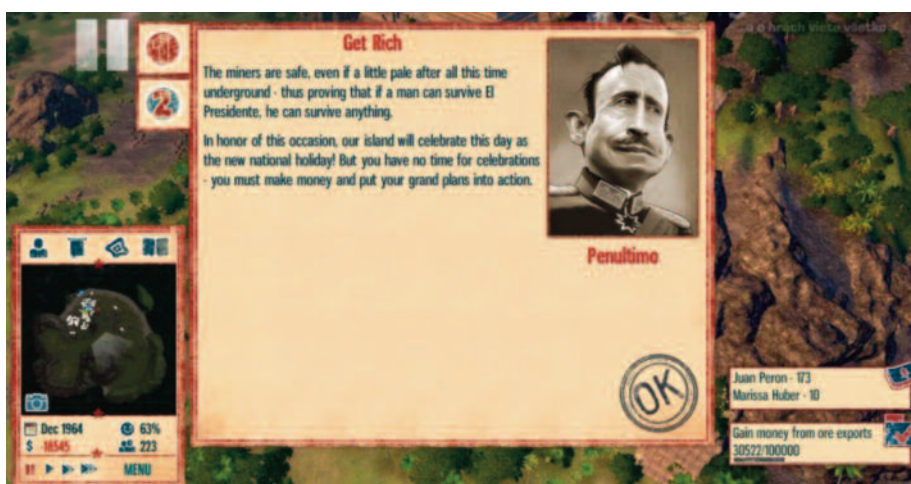 ...a o hrách viete všetko
Get Rich
The miners are safe, even if a little pale after all this time
underground - thus proving that if a man can survive El
Presidente, he can survive anything.
In honor of this occasion, our island will celebrate this day as
the new national holiday! But you have no time for celebrations
- you must make money and put your grand plans into action.
Penultimo
OK
2
Juan Peron - 173
Marissa Huber - 10
Dec 1964 63%
$ -18545 223
MENU
Gain money from ore exports
30522/100000